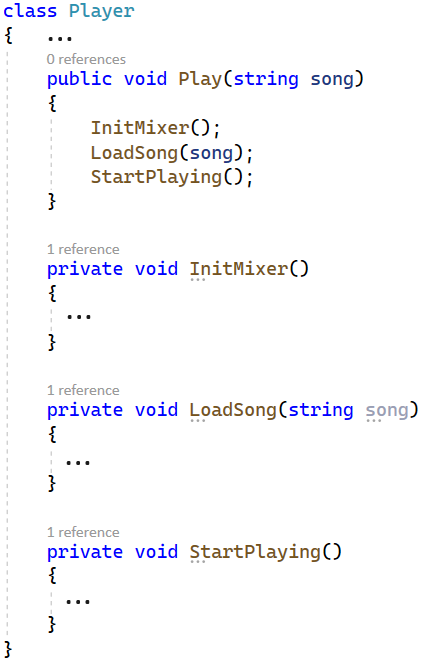 class Player
{   ...
0 references
public void Play(string song)
{
InitMixer();
LoadSong(song);
StartPlaying();
}
1 reference
private void InitMixer()
{
...
}
1 reference
private void LoadSong(string song)
{
...
}
1 reference
private void StartPlaying()
{
...
}
}